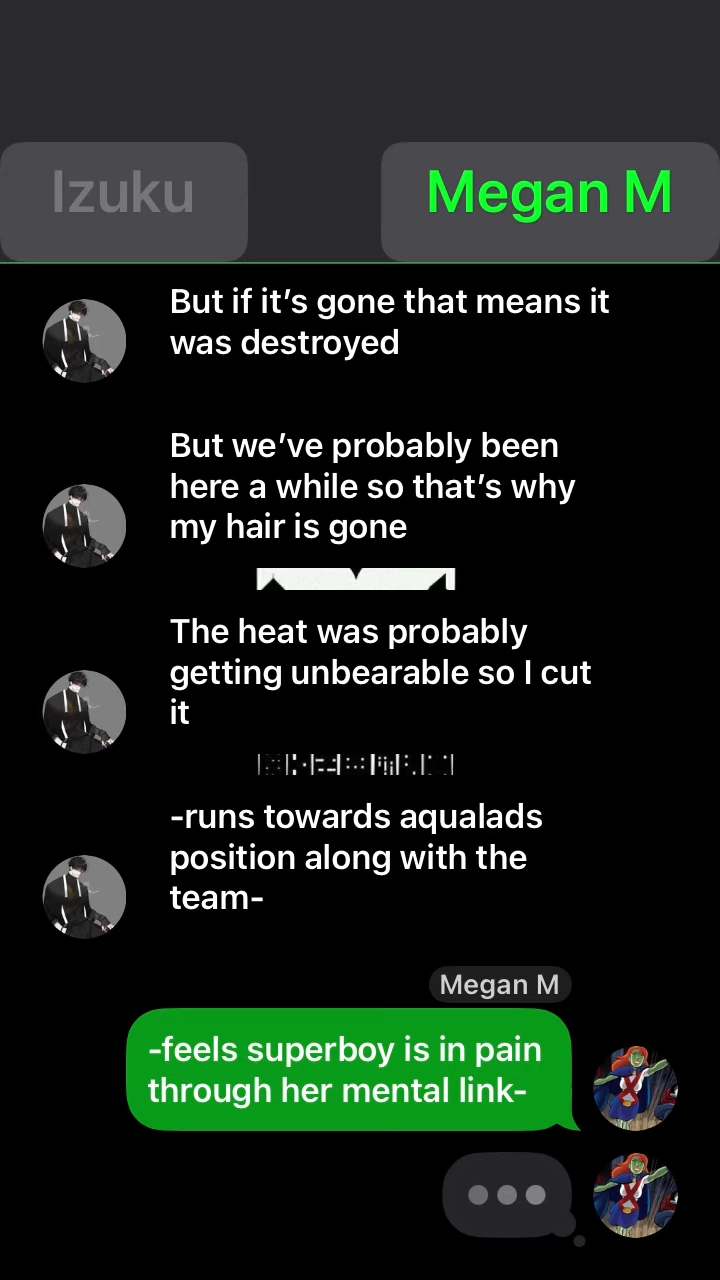 Izuku
Megan M
But if it’s gone that means it
was destroyed
But we’ve probably been
here a while so that’s why
my hair is gone
The heat was probably
getting unbearable so I cut
it
-runs towards aqualads
position along with the
team-
Megan M
-feels superboy is in pain
through her mental link-